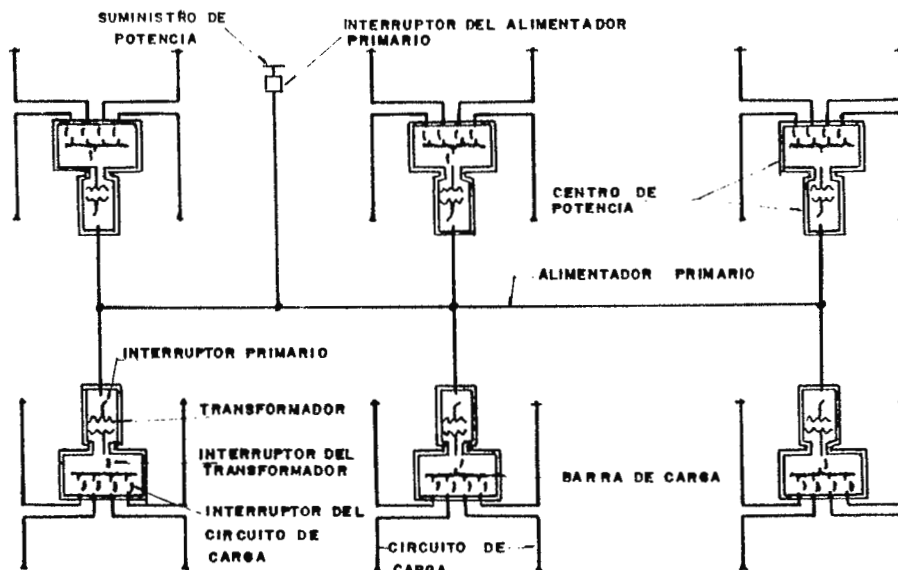 SUMINISTRO DE
POTENCIA
INTERRUPTOR DEL ALIMENTADOR
PRIMARIO
CENTRO DE
POTENCIA
ALIMENTADOR PRIMARIO
INTERRUPTOR PRIMARIO
TRANSFORMADOR
INTERRUPTOR DEL
TRANSFORMADOR
BARRA DE CARGA
INTERRUPTOR DEL
CIRCUITO DE
CARGA
CIRCUITO DE
CARGA